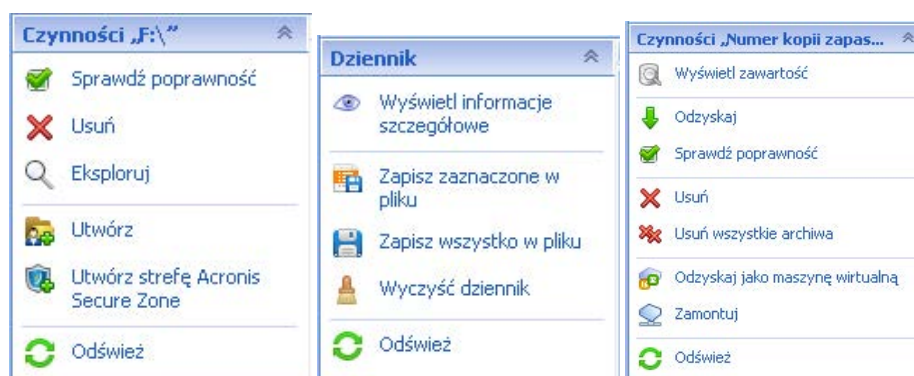 Czynności „F:\”
Sprawdź poprawność
Usuń
Eksploruj
Utwórz
Utwórz strefę Acronis
Secure Zone
Odśwież
Dziennik
Wyświetl informacje
szczegółowe
Zapisz zaznaczone w
pliku
Zapisz wszystko w pliku
Wyczyść dziennik
Odśwież
Czynności „Numer kopii zapas...
Wyświetl zawartość
Odzyskaj
Sprawdź poprawność
Usuń
Usuń wszystkie archiwa
Odzyskaj jako maszynę wirtualną
Zamontuj
Odśwież